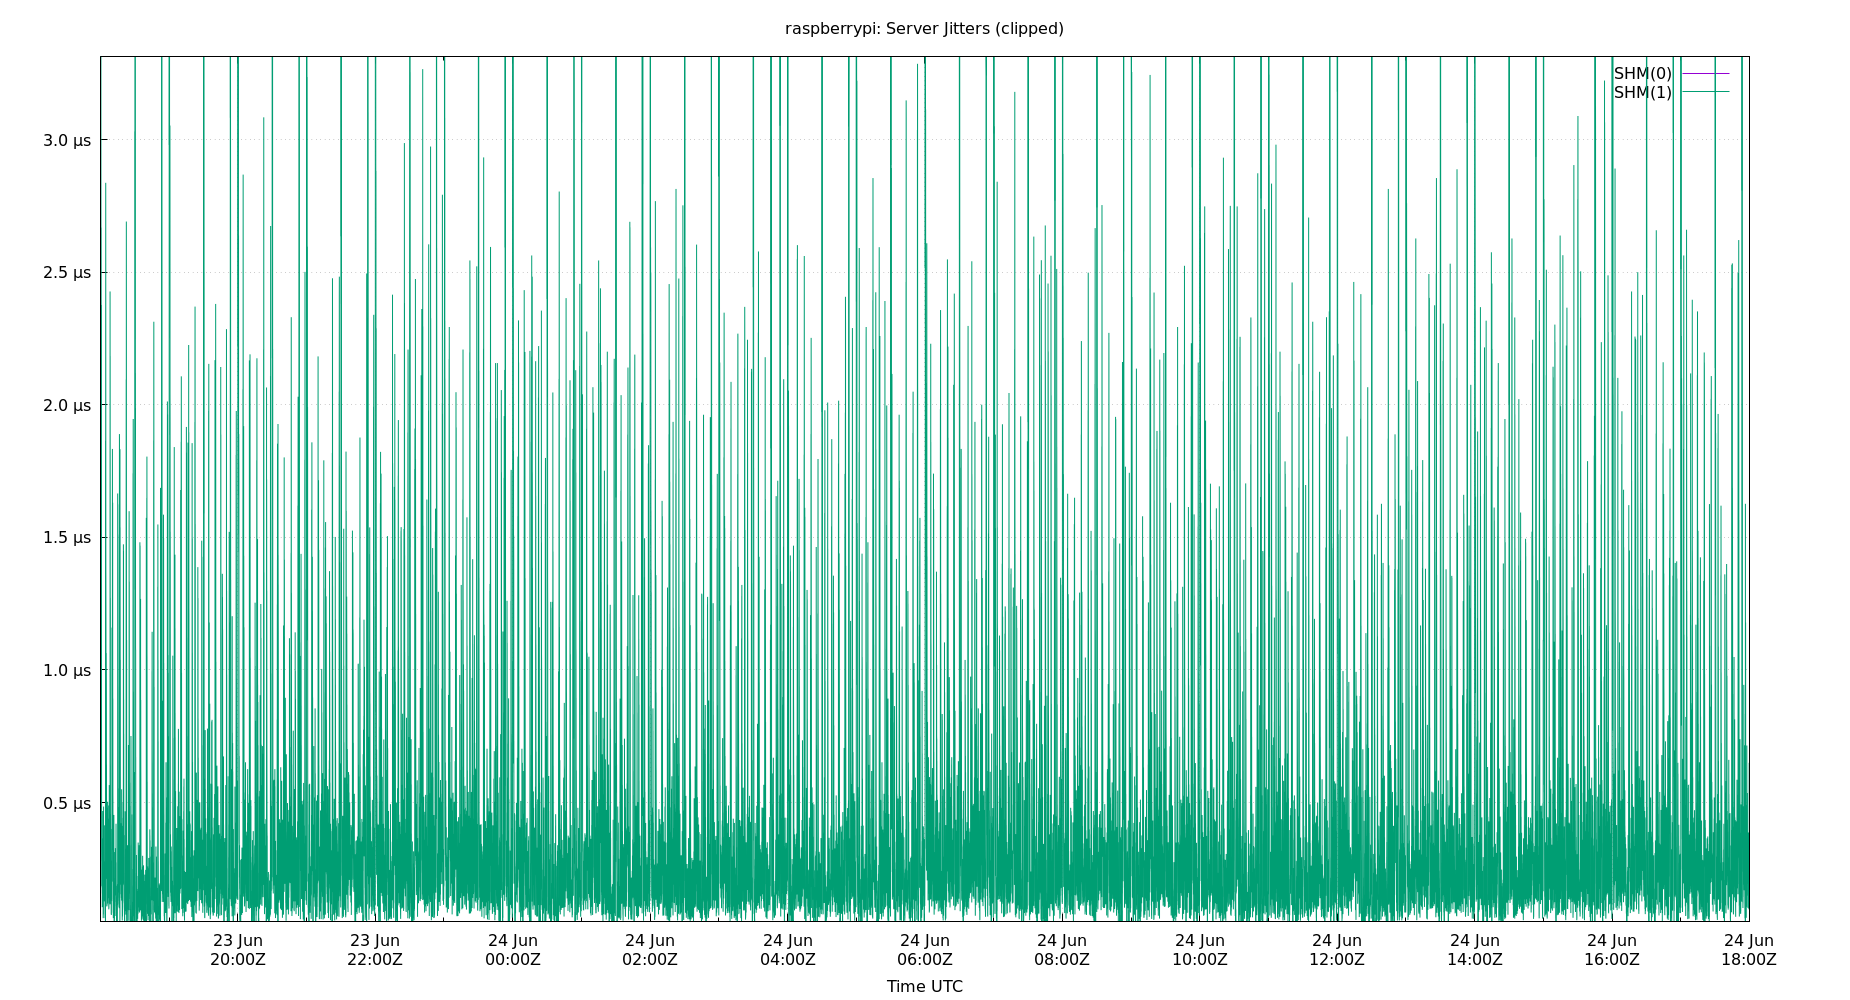 raspberrypi: Server Jitters (clipped)
SHM(0)
SHM(1)
3.0 μs
2.5 μs
2.0 μs
1.5 μs
1.0 μs
0.5 μs
23 Jun 23 Jun 24 Jun 24 Jun 24 Jun 24 Jun 24 Jun 24 Jun 24 Jun 24 Jun 24 Jun 24 Jun
20:00Z 22:00Z 00:00Z 02:00Z 04:00Z 06:00Z 08:00Z 10:00Z 12:00Z 14:00Z 16:00Z 18:00Z
Time UTC